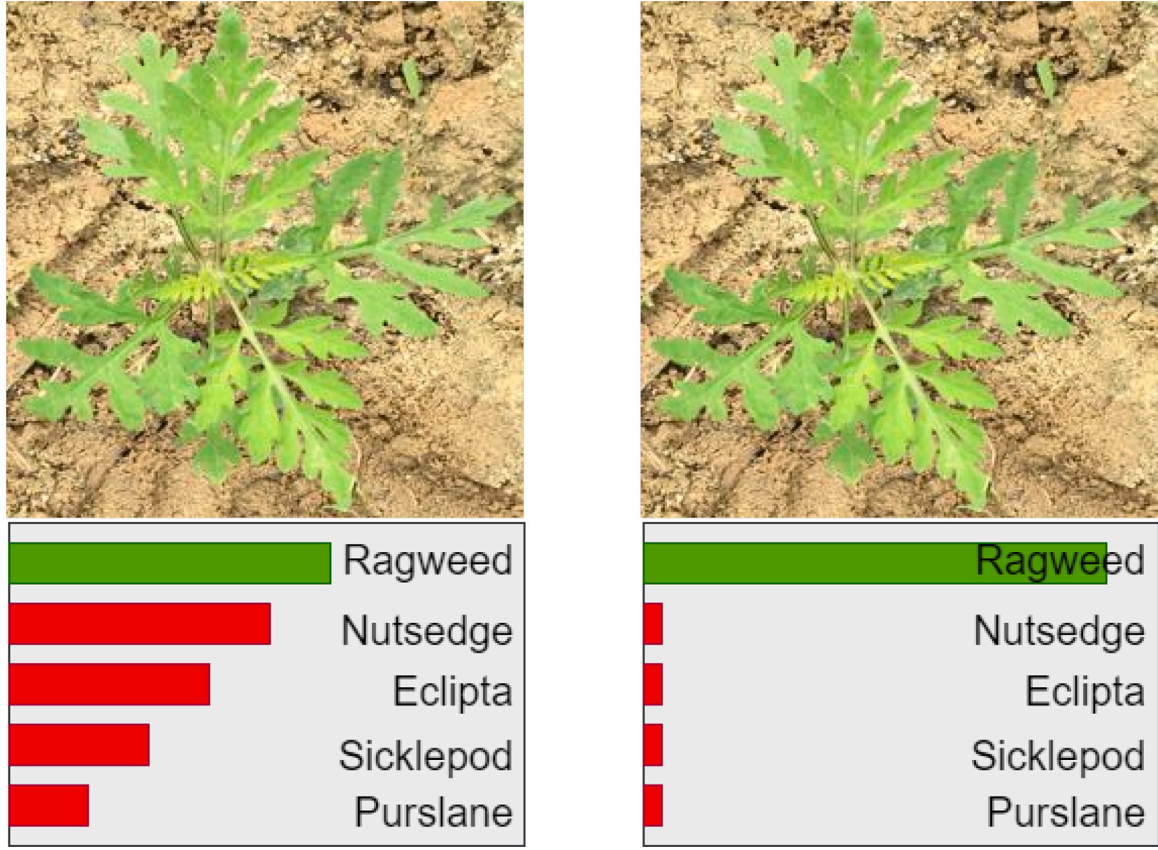 Ragweed
Nutsedge
Eclipta
Sicklepod
Purslane
Ragweed
Nutsedge
Eclipta
Sicklepod
Purslane